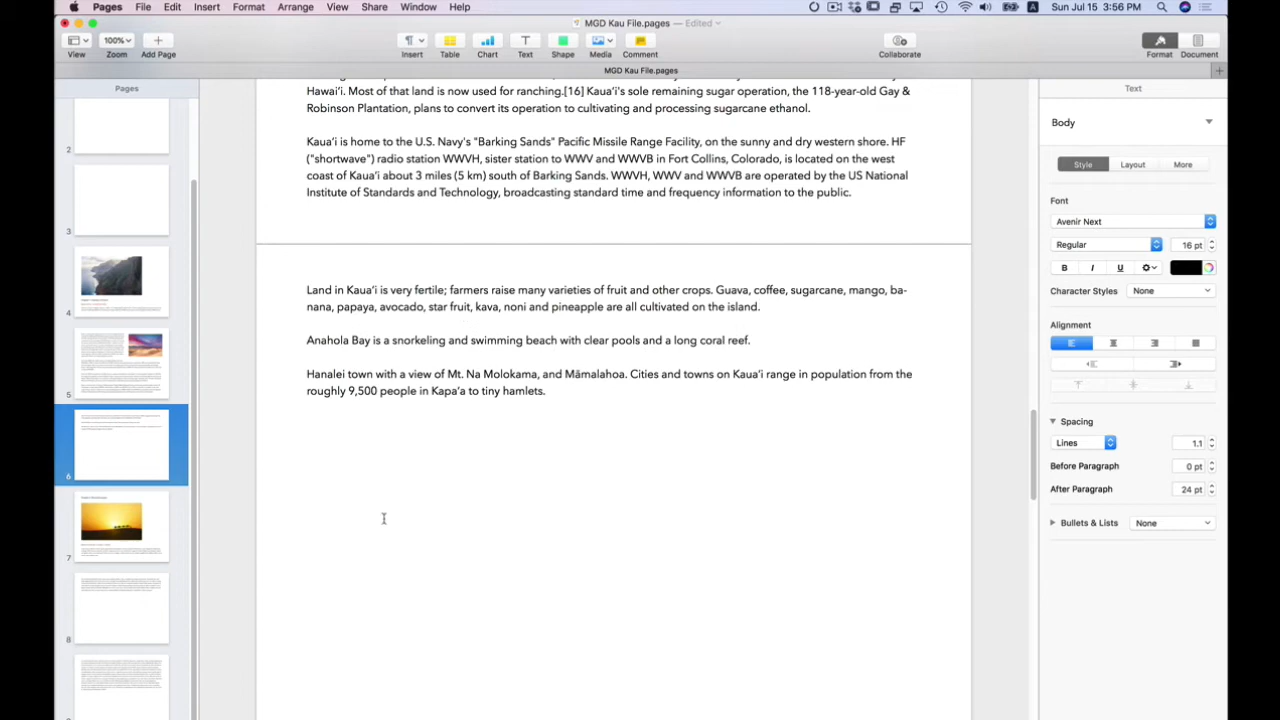 Pages File Edit Insert Format Arrange View Share Window Help Sun Jul 15 3:56 PM
MGD Kau File.pages — Edited
100%
View Zoom Add Page Insert Table Chart Text Shape Media Comment Collaborate Format Document
MGD Kau File.pages
Pages
Text
Hawai‘i. Most of that land is now used for ranching.[16] Kaua‘i's sole remaining sugar operation, the 118-year-old Gay &
Robinson Plantation, plans to convert its operation to cultivating and processing sugarcane ethanol.
Kaua‘i is home to the U.S. Navy's "Barking Sands" Pacific Missile Range Facility, on the sunny and dry western shore. HF
("shortwave") radio station WWVH, sister station to WWV and WWVB in Fort Collins, Colorado, is located on the west
coast of Kaua‘i about 3 miles (5 km) south of Barking Sands. WWVH, WWV and WWVB are operated by the US National
Institute of Standards and Technology, broadcasting standard time and frequency information to the public.
Land in Kaua‘i is very fertile; farmers raise many varieties of fruit and other crops. Guava, coffee, sugarcane, mango, ba-
nana, papaya, avocado, star fruit, kava, noni and pineapple are all cultivated on the island.
Anahola Bay is a snorkeling and swimming beach with clear pools and a long coral reef.
Hanalei town with a view of Mt. Na Molokama, and Māmalahoa. Cities and towns on Kaua‘i range in population from the
roughly 9,500 people in Kapa‘a to tiny hamlets.
2
3
4
5
6
7
8
Body
Style Layout More
Font
Avenir Next
Regular 16 pt
B I U
Character Styles None
Alignment
Spacing
Lines 1.1
Before Paragraph 0 pt
After Paragraph 24 pt
Bullets & Lists None